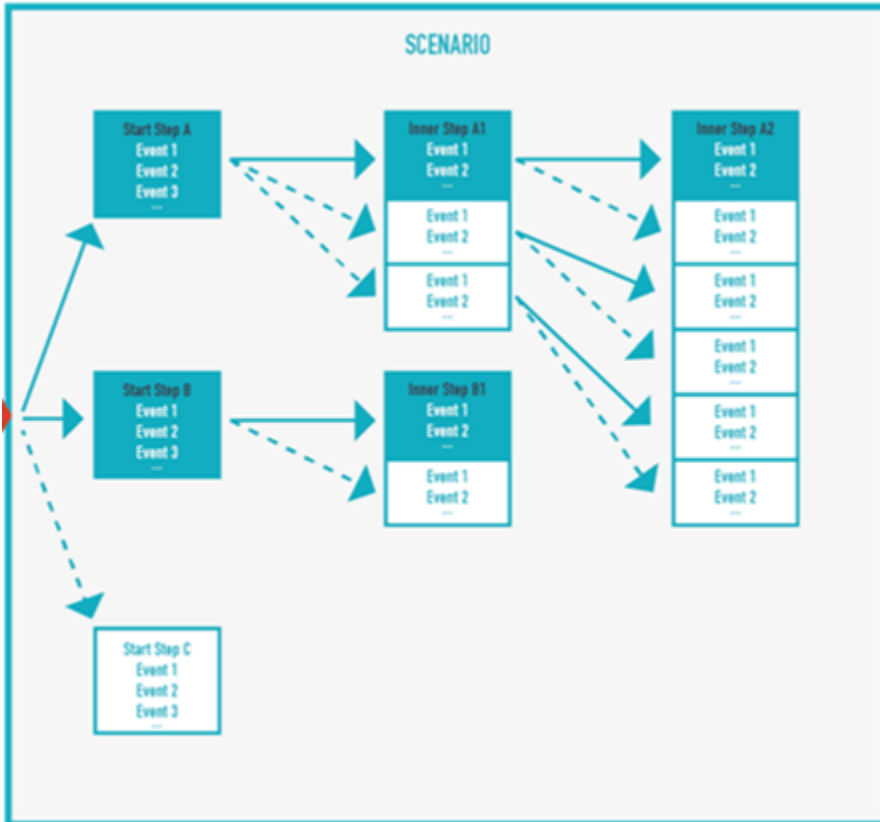 SCENARIO
Start Step A
Event 1
Event 2
Event 3
...
Inner Step A1
Event 1
Event 2
...
Event 1
Event 2
...
Event 1
Event 2
...
Inner Step A2
Event 1
Event 2
...
Event 1
Event 2
...
Event 1
Event 2
...
Event 1
Event 2
...
Event 1
Event 2
...
Event 1
Event 2
...
Start Step B
Event 1
Event 2
Event 3
...
Inner Step B1
Event 1
Event 2
...
Event 1
Event 2
...
Start Step C
Event 1
Event 2
Event 3
...